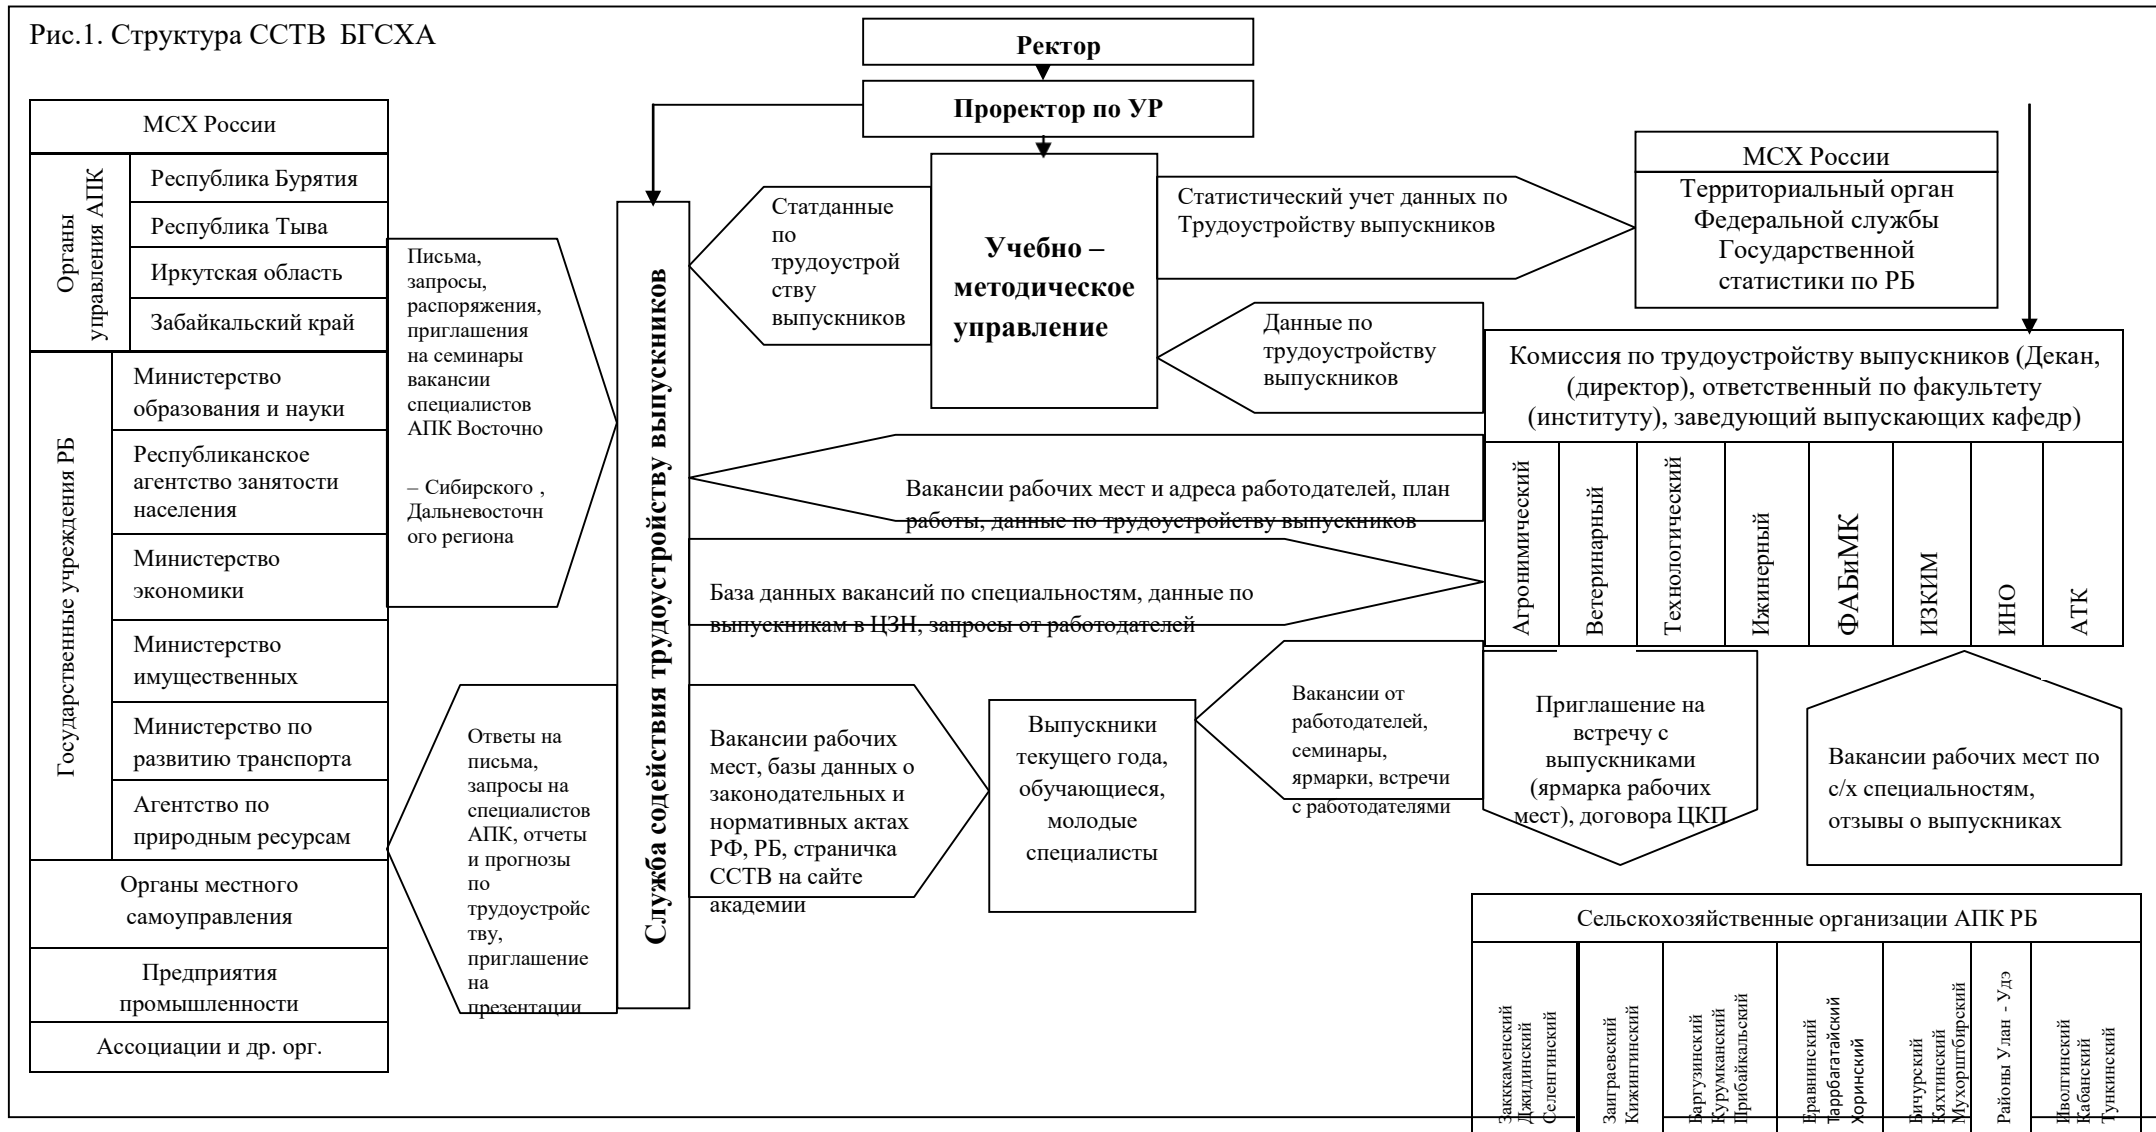 Рис.1. Структура ССТВ БГСХА
Ректор
Проректор по УР
МСХ России
Органы
управления АПК
Республика Бурятия
Республика Тыва
Иркутская область
Забайкальский край
Государственные учреждения РБ
Министерство
образования и науки
Республиканское
агентство занятости
населения
Министерство
экономики
Министерство
имущественных
Министерство по
развитию транспорта
Агентство по
природным ресурсам
Органы местного
самоуправления
Предприятия
промышленности
Ассоциации и др. орг.
Письма,
запросы,
распоряжения,
приглашения
на семинары
вакансии
специалистов
АПК Восточно
– Сибирского ,
Дальневосточн
ого региона
Ответы на
письма,
запросы на
специалистов
АПК, отчеты
и прогнозы
по
трудоустройс
тву,
приглашение
на
презентации
Служба содействия трудоустройству выпускников
Статданные
по
трудоустрой
ству
выпускников
Учебно –
методическое
управление
Статистический учет данных по
Трудоустройству выпускников
МСХ России
Территориальный орган
Федеральной службы
Государственной
статистики по РБ
Данные по
трудоустройству
выпускников
Комиссия по трудоустройству выпускников (Декан,
(директор), ответственный по факультету
(институту), заведующий выпускающих кафедр)
Агронимический
Ветеринарный
Технологический
Ижинерный
ФАБиМК
ИЗКИМ
ИНО
АТК
Вакансии рабочих мест и адреса работодателей, план
работы, данные по трудоустройству выпускников
База данных вакансий по специальностям, данные по
выпускникам в ЦЗН, запросы от работодателей
Вакансии рабочих
мест, базы данных о
законодательных и
нормативных актах
РФ, РБ, страничка
ССТВ на сайте
академии
Выпускники
текущего года,
обучающиеся,
молодые
специалисты
Вакансии от
работодателей,
семинары,
ярмарки, встречи
с работодателями
Приглашение на
встречу с
выпускниками
(ярмарка рабочих
мест), договора ЦКП
Вакансии рабочих мест по
с/х специальностям,
отзывы о выпускниках
Сельскохозяйственные организации АПК РБ
Закккаменский
Джидинский
Селенгинский
Заиграевский
Кижингинский
Баргузинский
Курумканский
Прибайкальский
Еравнинский
Таррбагатайский
Хоринский
Бичурский
Кяхтинский
Мухорштбирский
Районы Улан - Удэ
Иволгинский
Кабанский
Тункинский